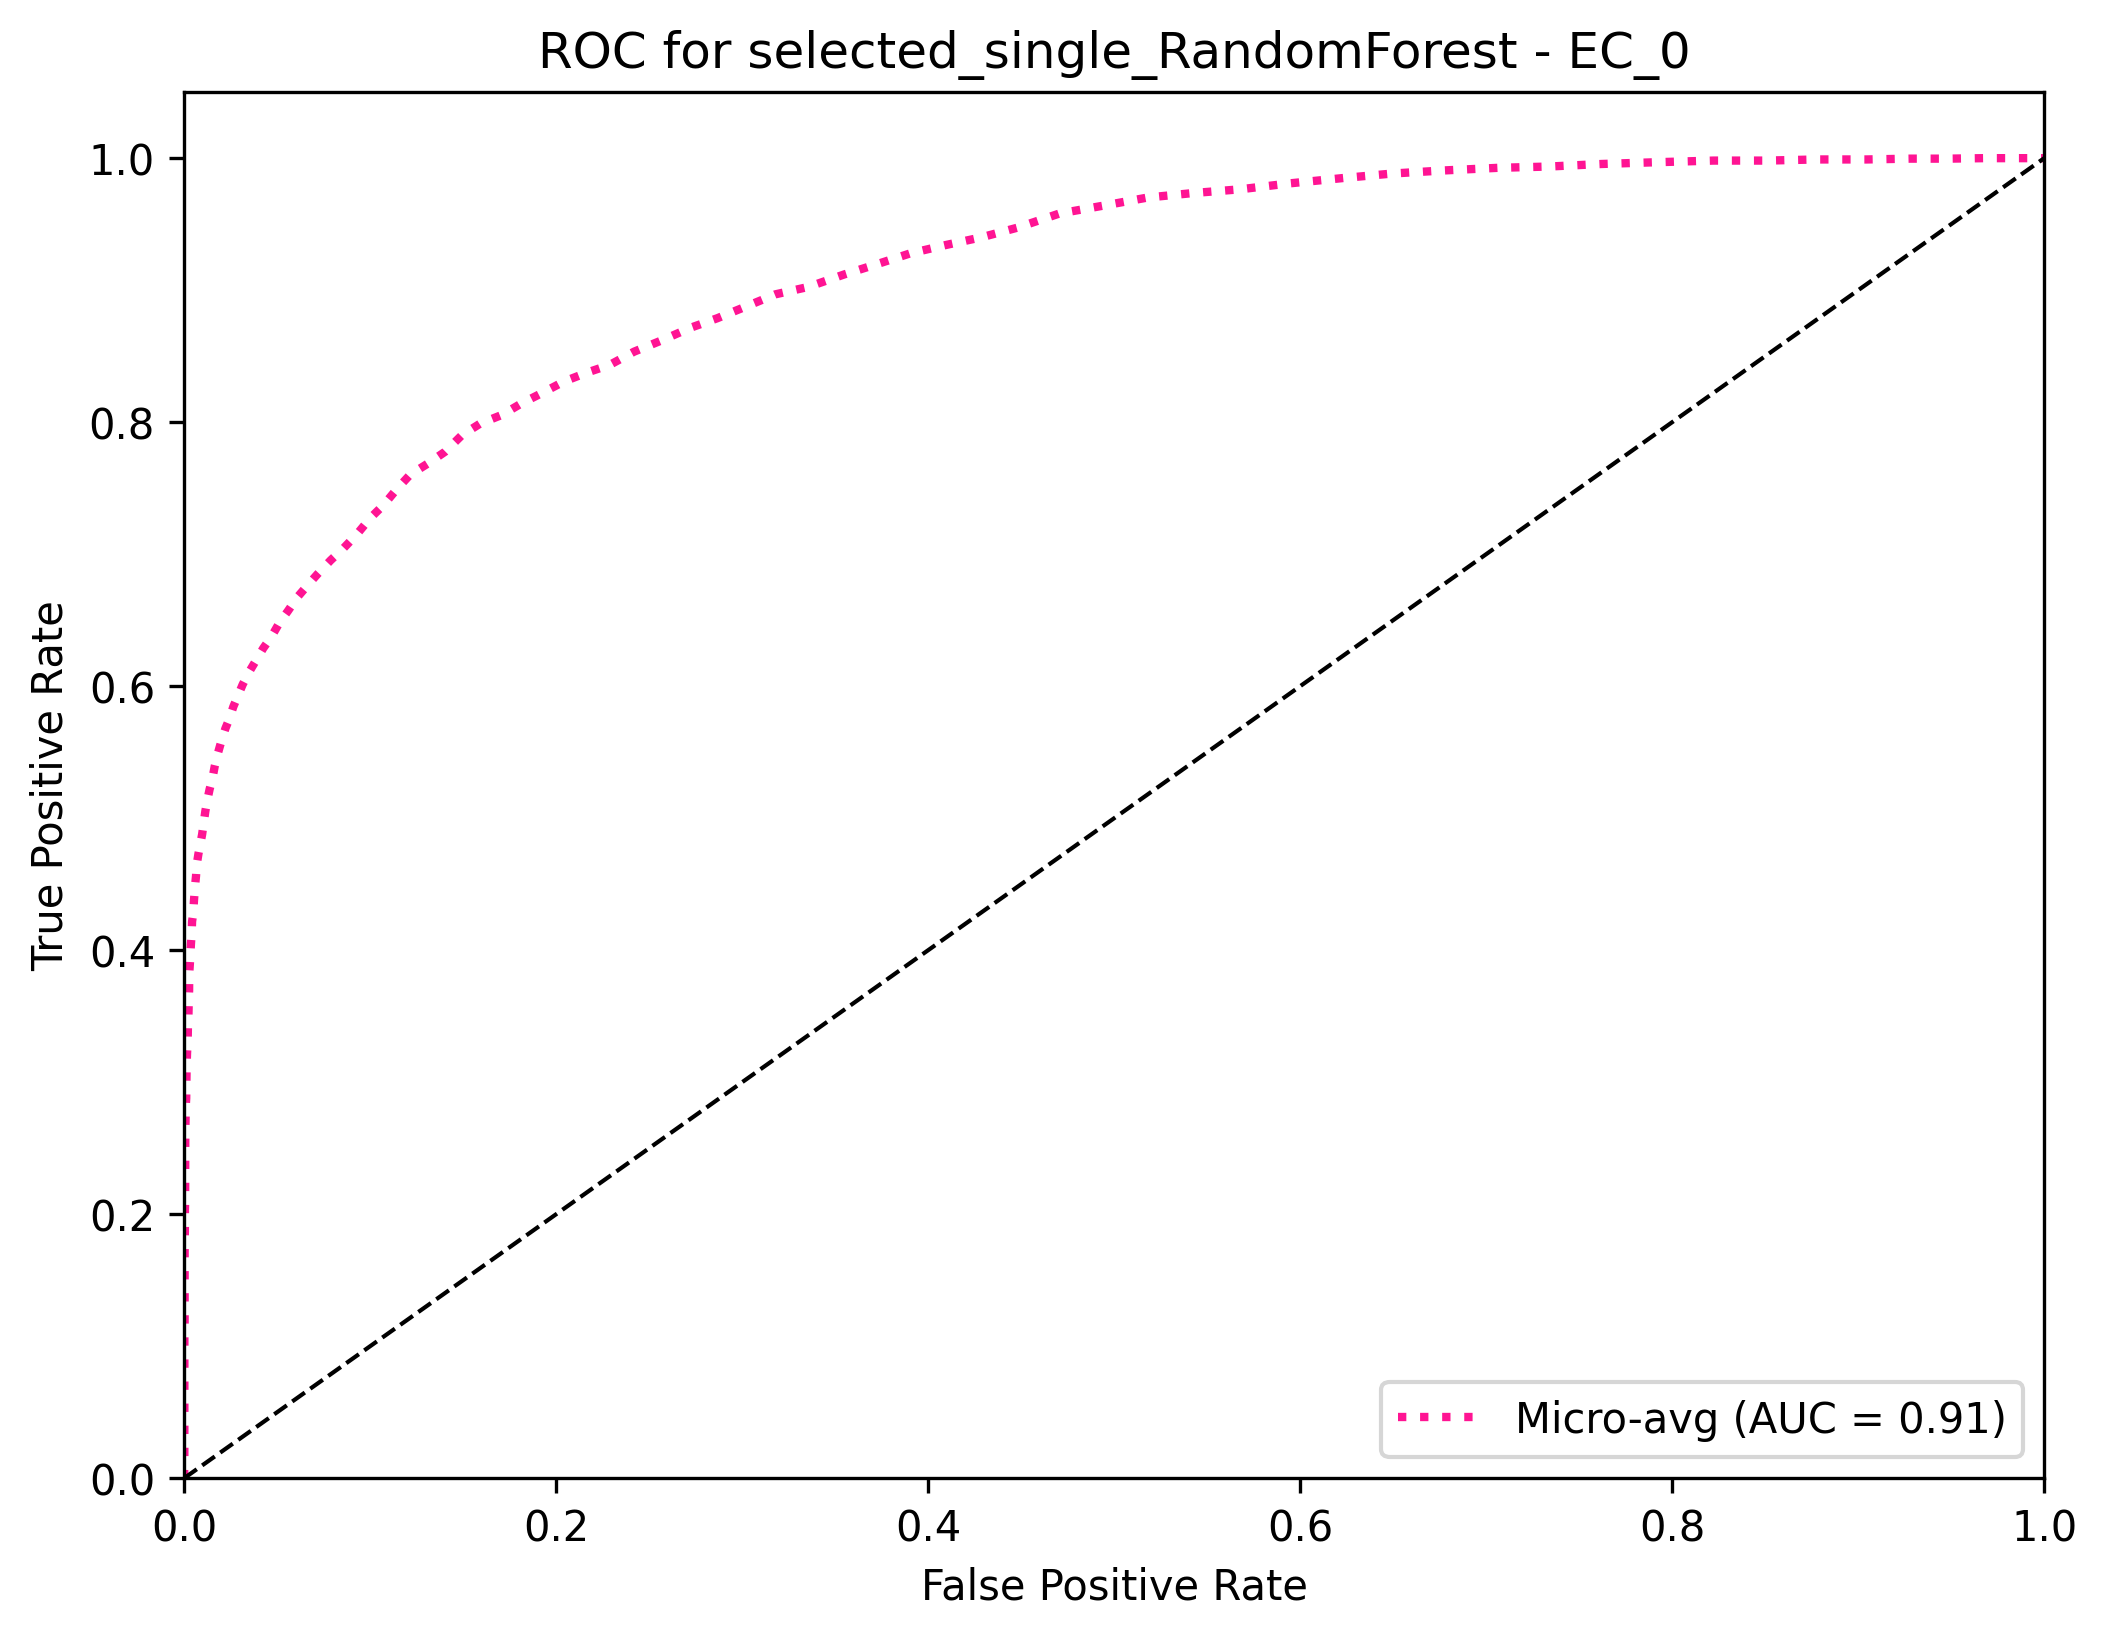 ROC for selected_single_RandomForest - EC_0
True Positive Rate
1.0
0.8
0.6
0.4
0.2
0.0
0.0 0.2 0.4 0.6 0.8 1.0
False Positive Rate
Micro-avg (AUC = 0.91)